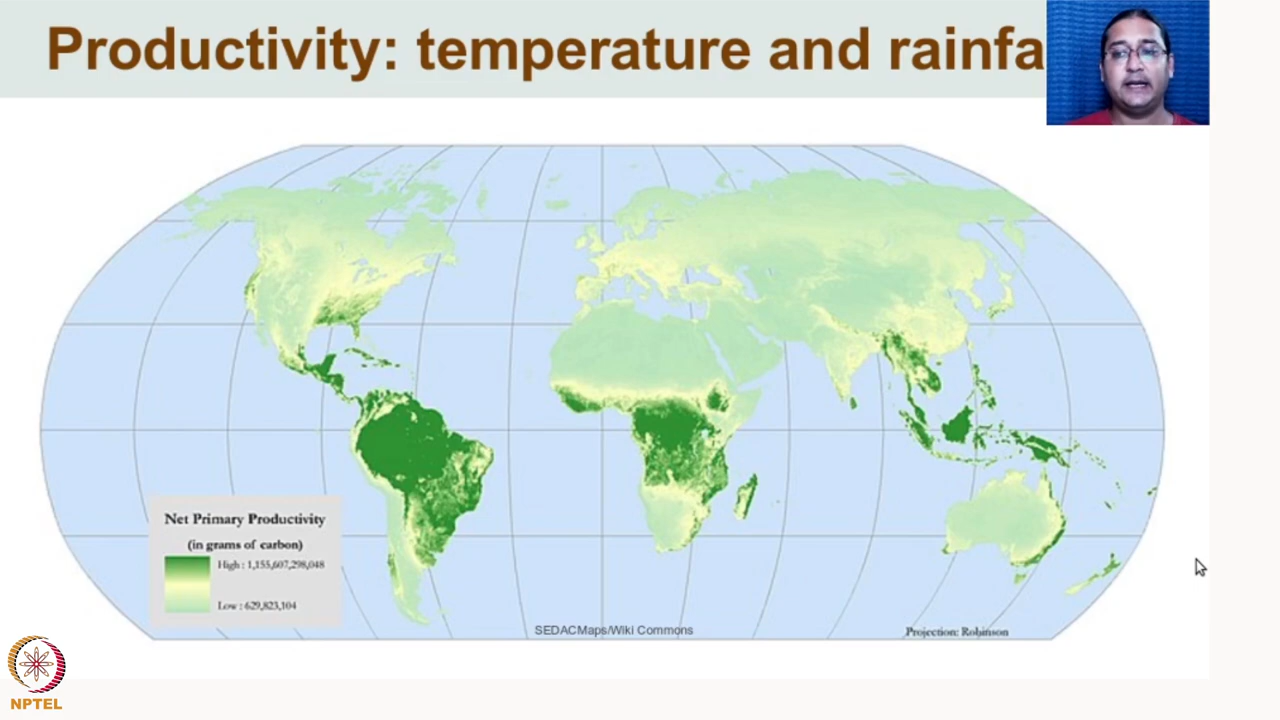 Productivity: temperature and rainfa
Net Primary Productivity
(in grams of carbon)
High : 1,155,607,298,048
Low : 629,823,104
SEDACMaps/Wiki Commons
Projection: Robinson
NPTEL